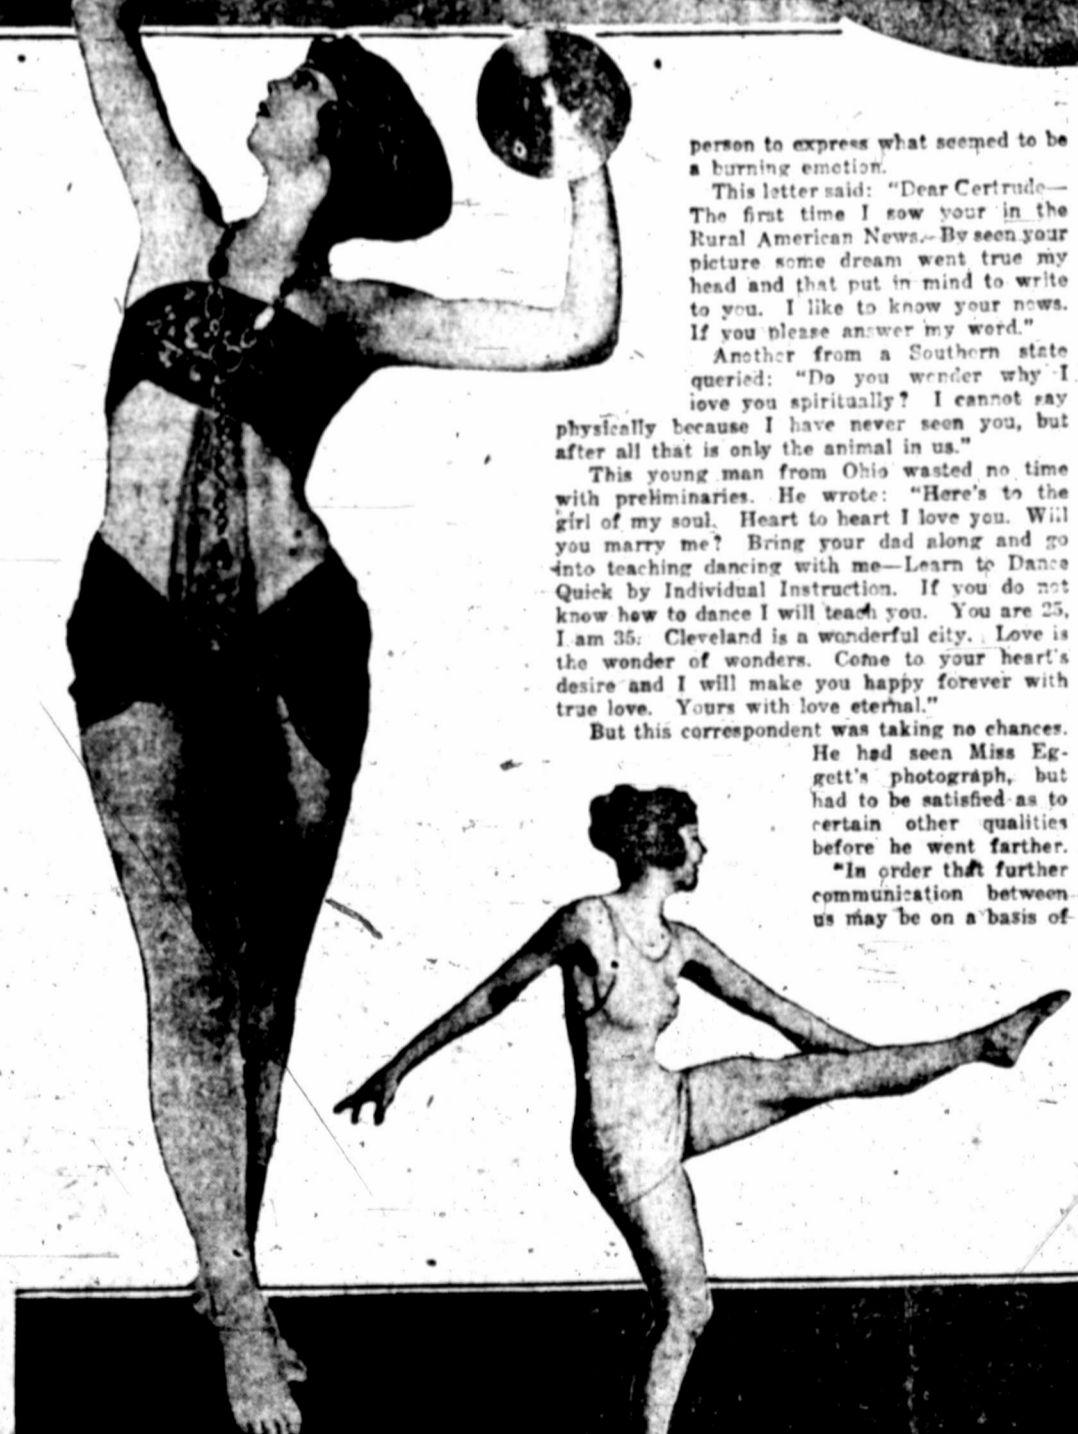 person to express what seemed to be
a burning emotion.
This letter said: "Dear Gertrude—
The first time I sow your in the
Rural American News.—By seen your
picture some dream went true my
head and that put in mind to write
to you. I like to know your news.
If you please answer my word."
Another from a Southern state
queried: "Do you wonder why I
love you spiritually? I cannot say
physically because I have never seen you, but
after all that is only the animal in us."
This young man from Ohio wasted no time
with preliminaries. He wrote: "Here's to the
girl of my soul. Heart to heart I love you. Will
you marry me? Bring your dad along and go
into teaching dancing with me—Learn to Dance
Quick by Individual Instruction. If you do not
know how to dance I will teach you. You are 25,
I am 35. Cleveland is a wonderful city. Love is
the wonder of wonders. Come to your heart's
desire and I will make you happy forever with
true love. Yours with love eternal."
But this correspondent was taking no chances.
He had seen Miss Eg-
gett's photograph, but
had to be satisfied as to
certain other qualities
before he went farther.
"In order that further
communication between
us may be on a basis of